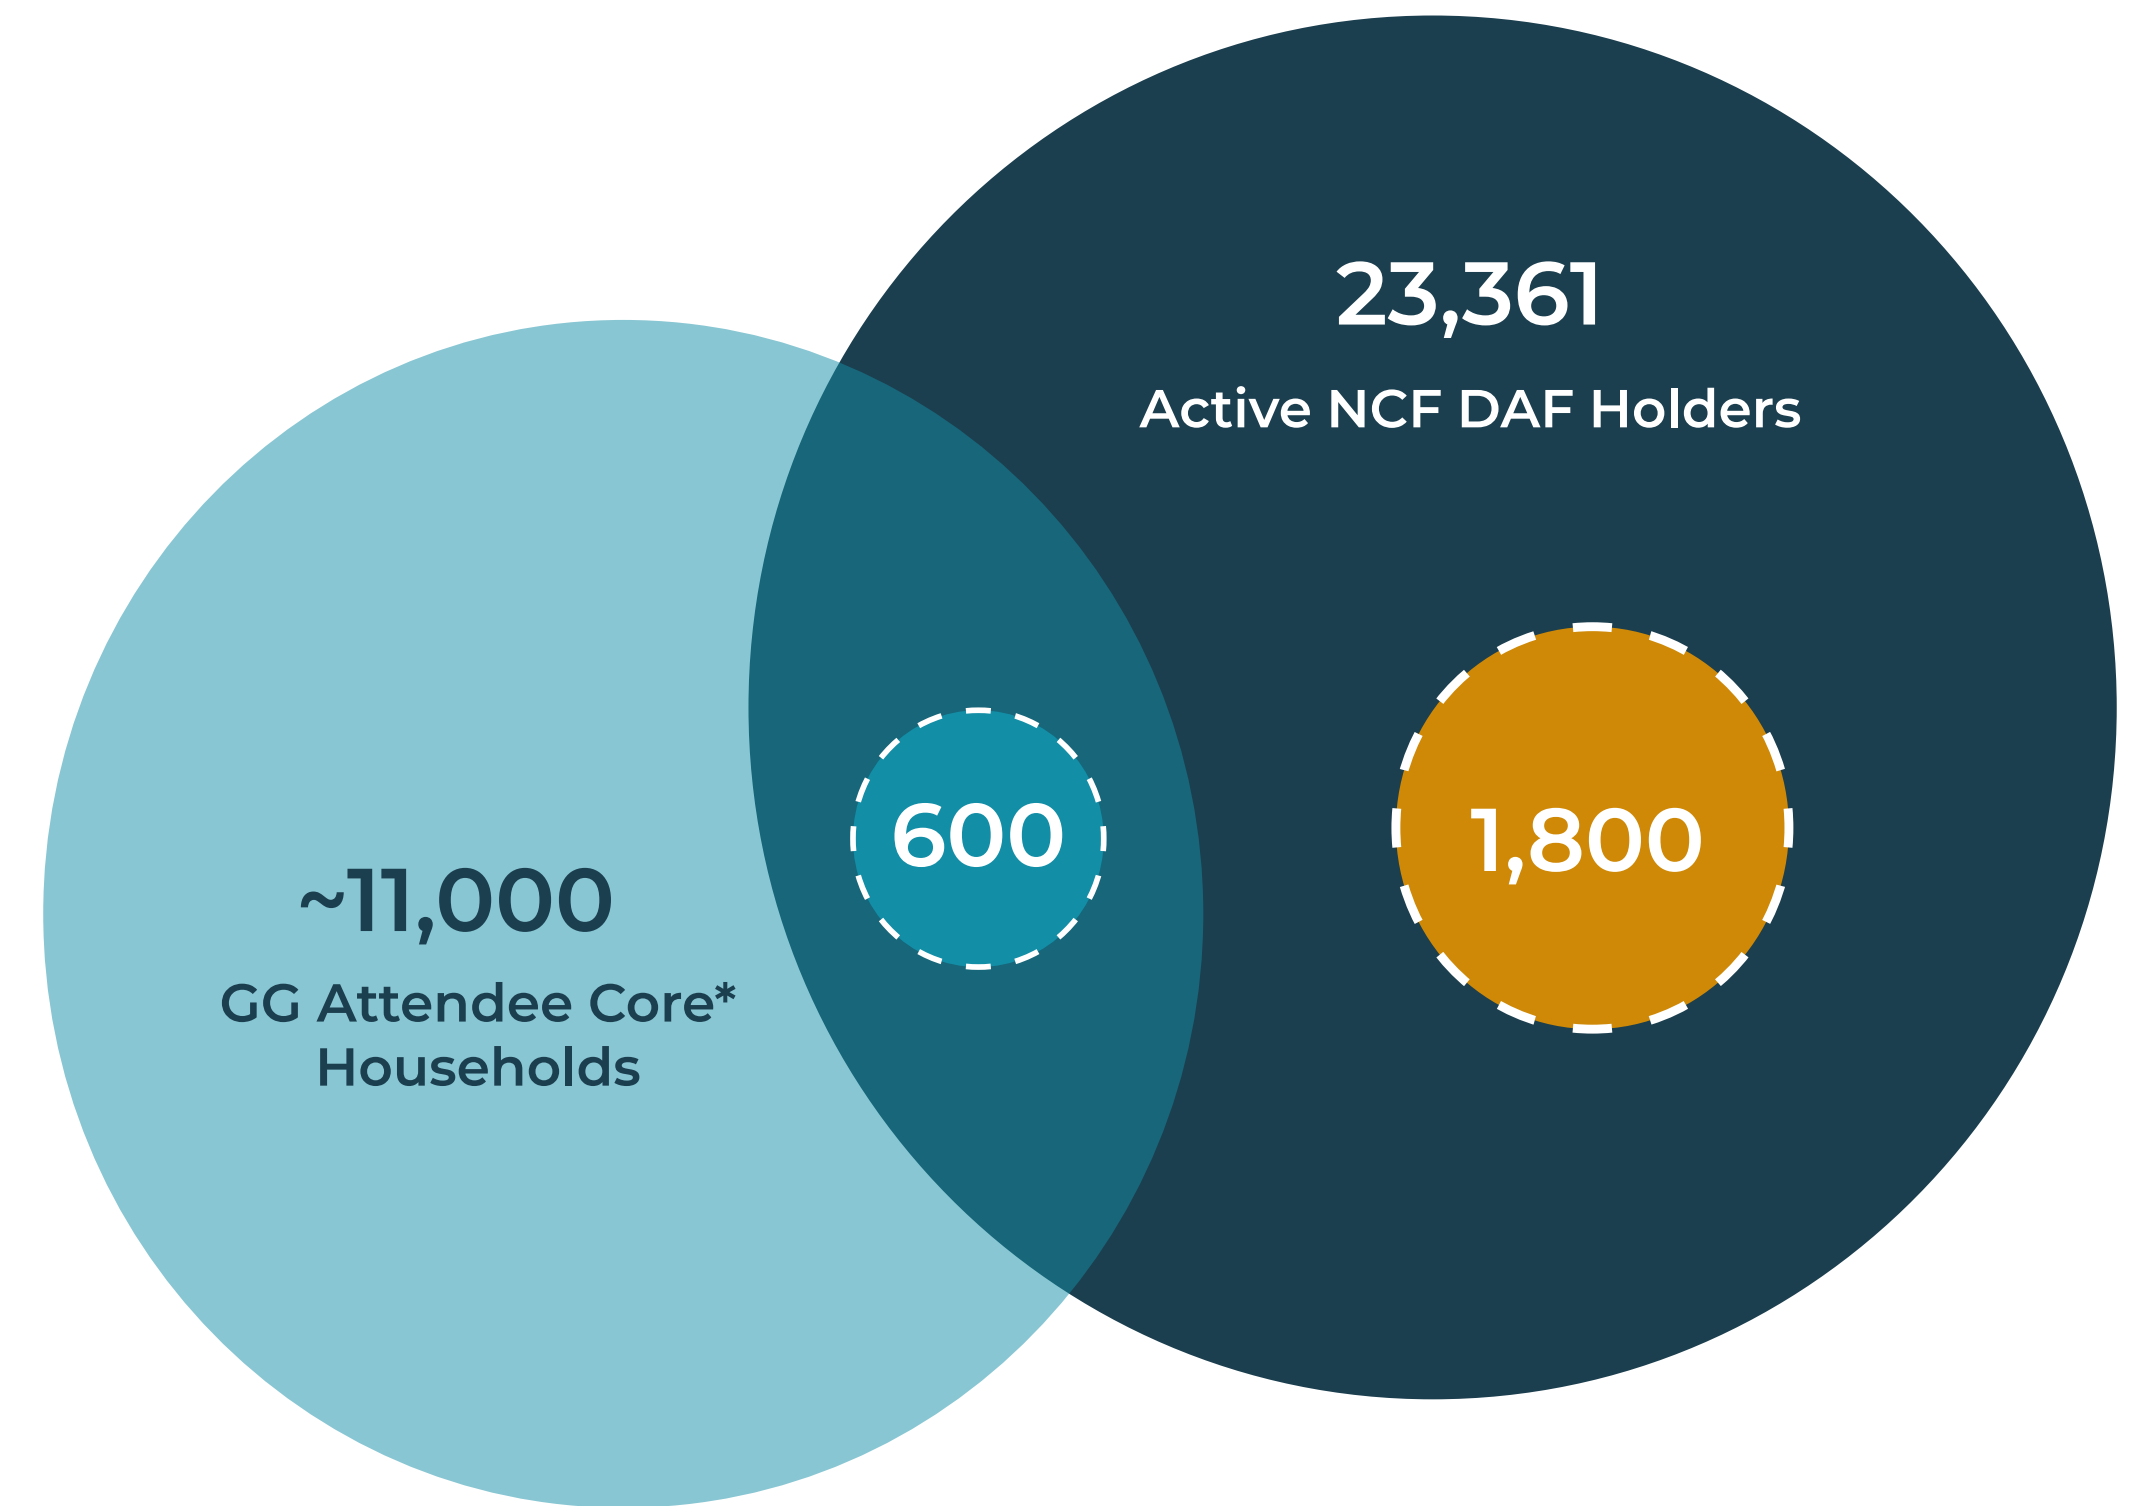 23,361
Active NCF DAF Holders
600
1,800
~11,000
GG Attendee Core*
Households